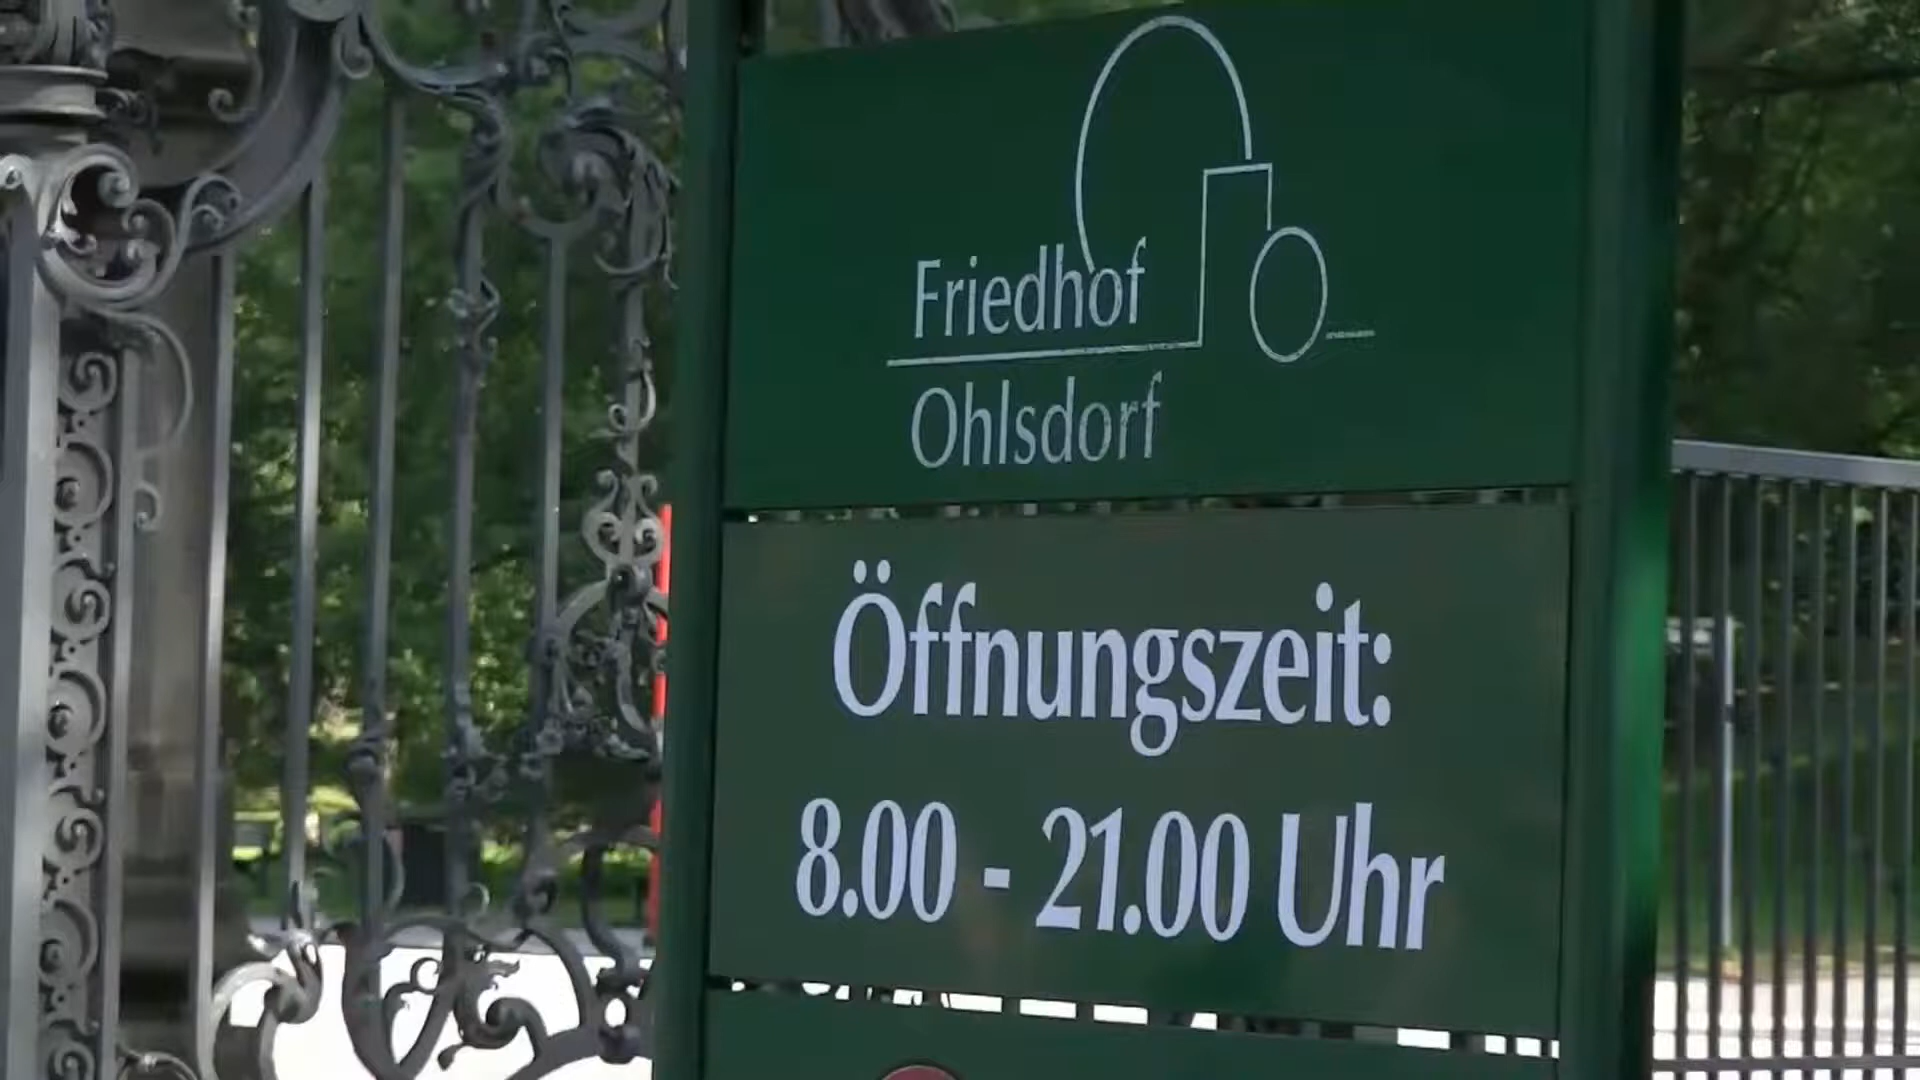 Friedhof
Ohlsdorf
Öffnungszeit:
8.00 - 21.00 Uhr